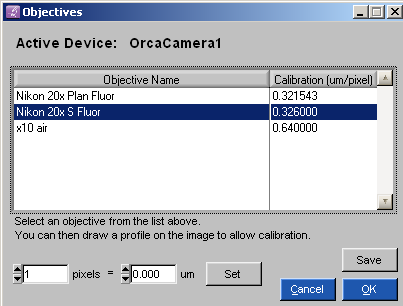 Objectives
Active Device: OrcaCamera1
Objective Name Calibration (um/pixel)
Nikon 20x Plan Fluor 0.321543
Nikon 20x S Fluor 0.326000
x10 air 0.640000
Select an objective from the list above.
You can then draw a profile on the image to allow calibration.
Save
1 pixels = 0.000 um Set
Cancel OK